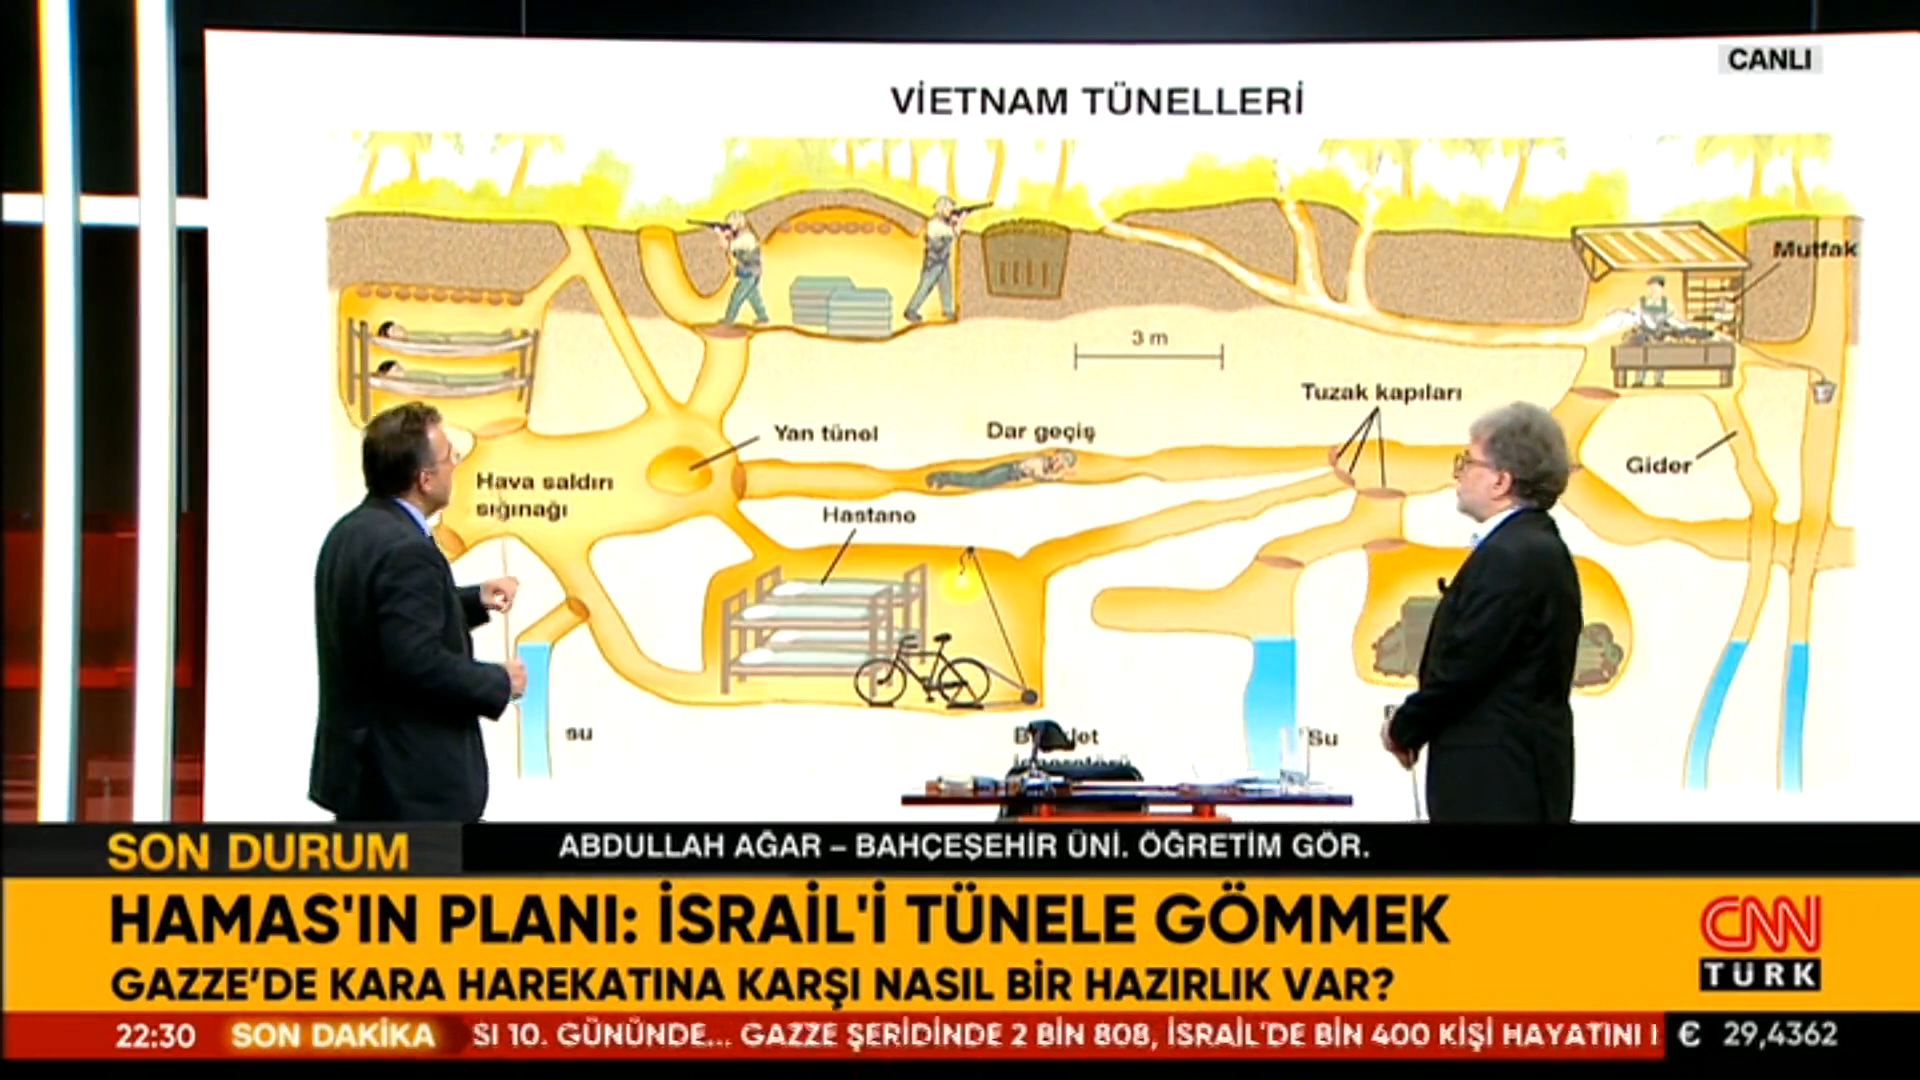 CANLI
VİETNAM TÜNELLERİ
Mutfak
3 m
Tuzak kapıları
Yan tünel
Dar geçiş
Gider
Hava saldırı
sığınağı
Hastane
su
Su
SON DURUM
ABDULLAH AĞAR – BAHÇEŞEHİR ÜNİ. ÖĞRETİM GÖR.
HAMAS'IN PLANI: İSRAİL'İ TÜNELE GÖMMEK
GAZZE'DE KARA HAREKATINA KARŞI NASIL BİR HAZIRLIK VAR?
CNN
TÜRK
22:30 SON DAKİKA SI 10. GÜNÜNDE... GAZZE ŞERİDİNDE 2 BİN 808, İSRAİL'DE BİN 400 KİŞİ HAYATINI € 29,4362